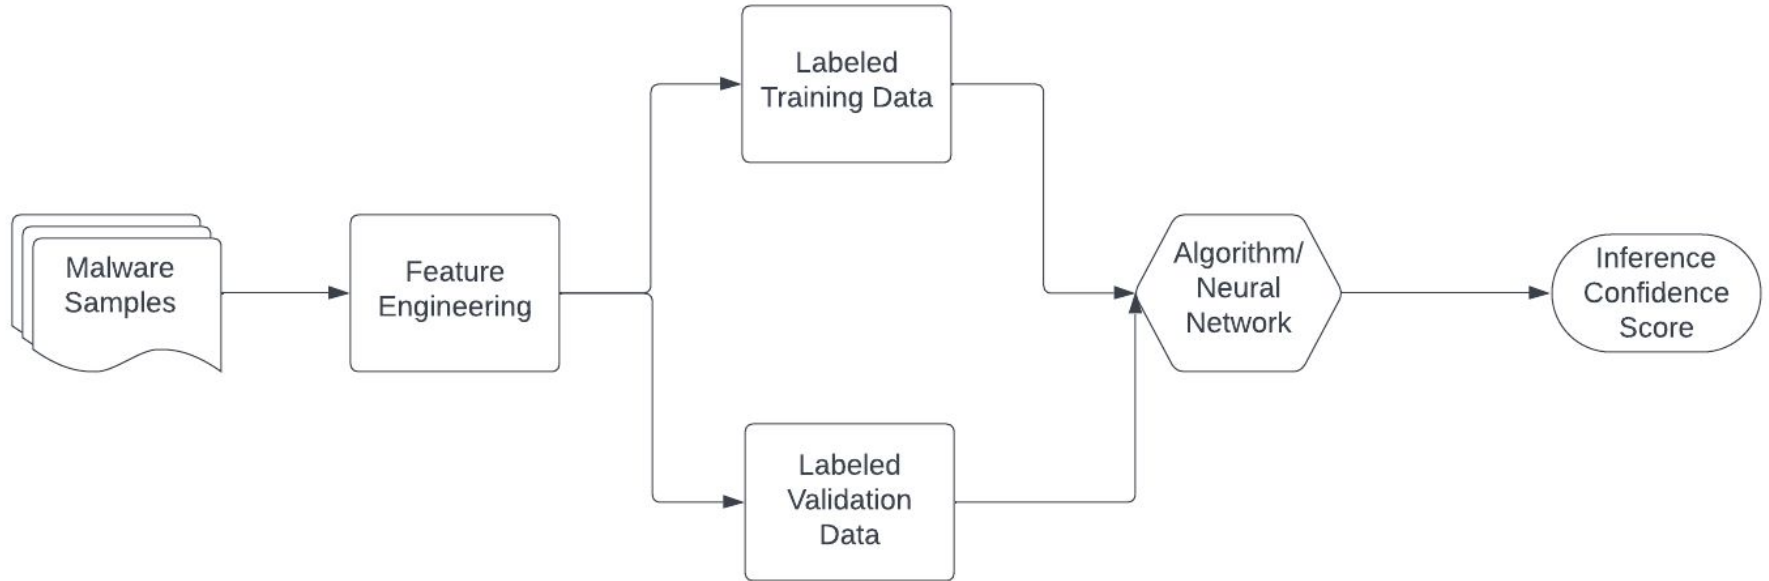 Malware
Samples
Feature
Engineering
Labeled
Training Data
Labeled
Validation
Data
Algorithm/
Neural
Network
Inference
Confidence
Score